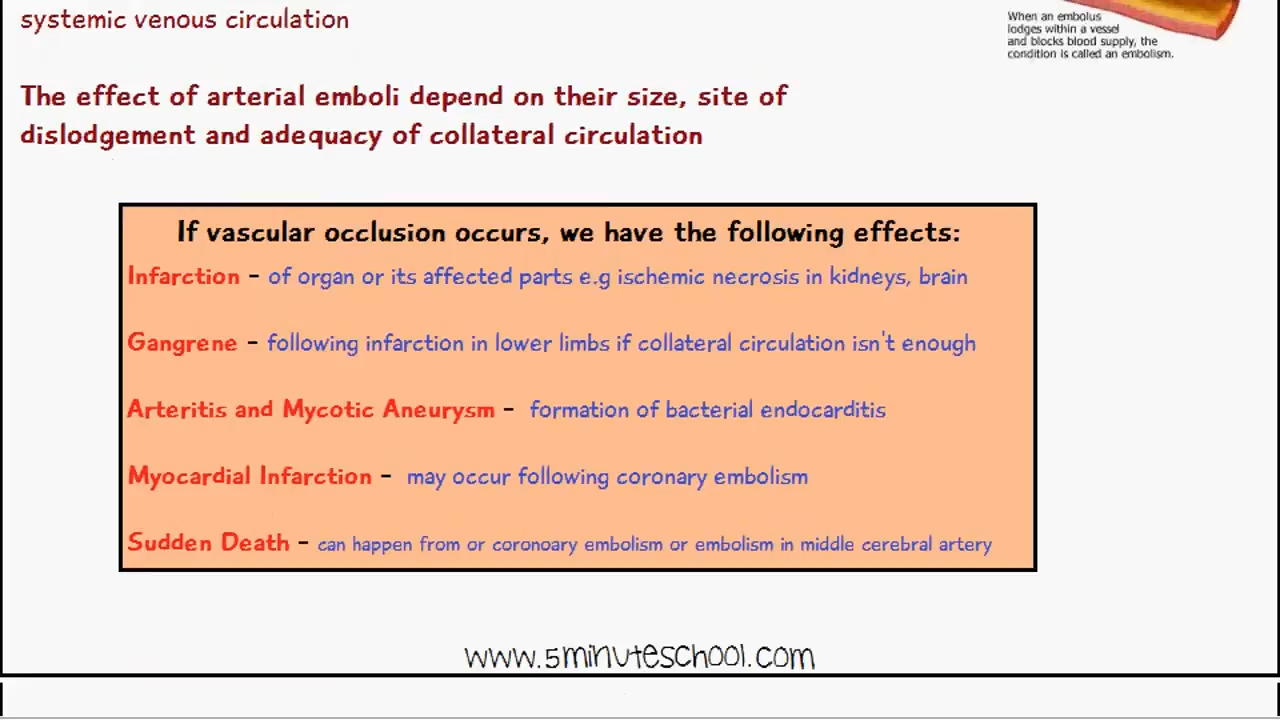 systemic venous circulation
When an embolus
lodges within a vessel
and blocks blood supply, the
condition is called an embolism.
The effect of arterial emboli depend on their size, site of
dislodgement and adequacy of collateral circulation
If vascular occlusion occurs, we have the following effects:
Infarction - of organ or its affected parts e.g ischemic necrosis in kidneys, brain
Gangrene - following infarction in lower limbs if collateral circulation isn't enough
Arteritis and Mycotic Aneurysm - formation of bacterial endocarditis
Myocardial Infarction - may occur following coronary embolism
Sudden Death - can happen from or coronoary embolism or embolism in middle cerebral artery
www.5minuteschool.com